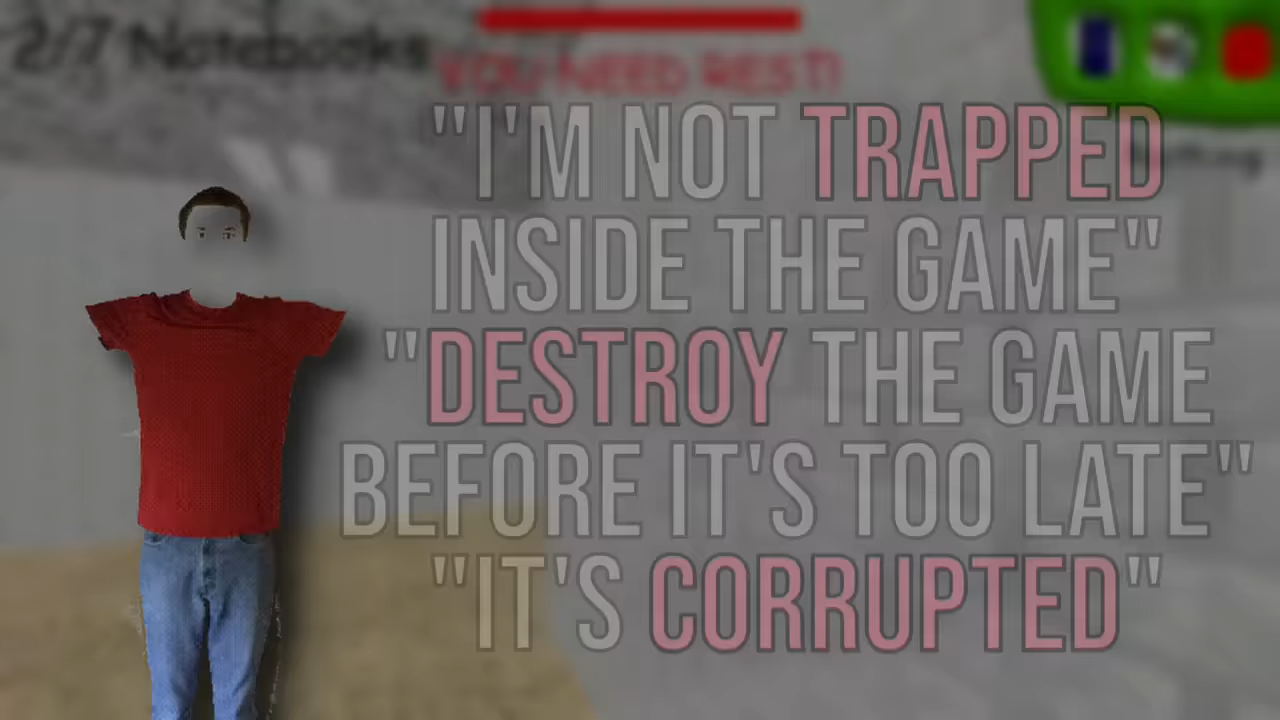 2/7 Notebooks
YOU NEED REST!
"I'M NOT TRAPPED
INSIDE THE GAME"
"DESTROY THE GAME
BEFORE IT'S TOO LATE"
"IT'S CORRUPTED"